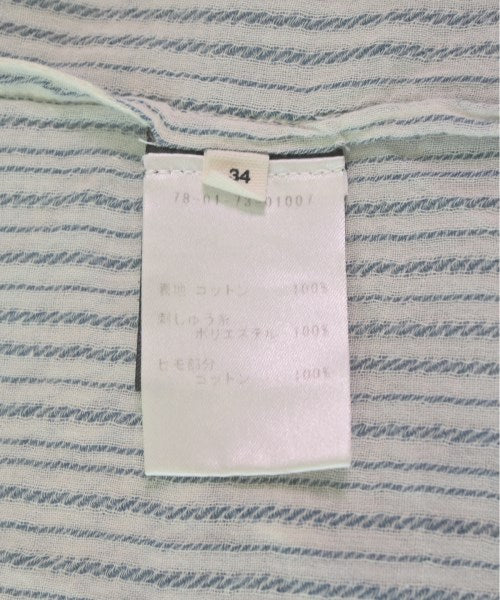 34
78-01-73-01007
表地 コットン 100%
刺しゅう糸
ポリエステル 100%
ヒモ部分
コットン 100%